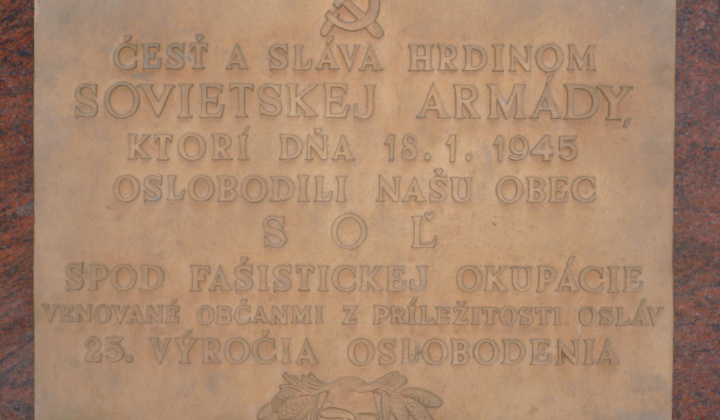 ČESŤ A SLÁVA HRDINOM
SOVIETSKEJ ARMÁDY,
KTORÍ DŇA 18. 1. 1945
OSLOBODILI NAŠU OBEC
S O Ľ
SPOD FAŠISTICKEJ OKUPÁCIE
VENOVANÉ OBČANMI Z PRÍLEŽITOSTI OSLÁV
25. VÝROČIA OSLOBODENIA